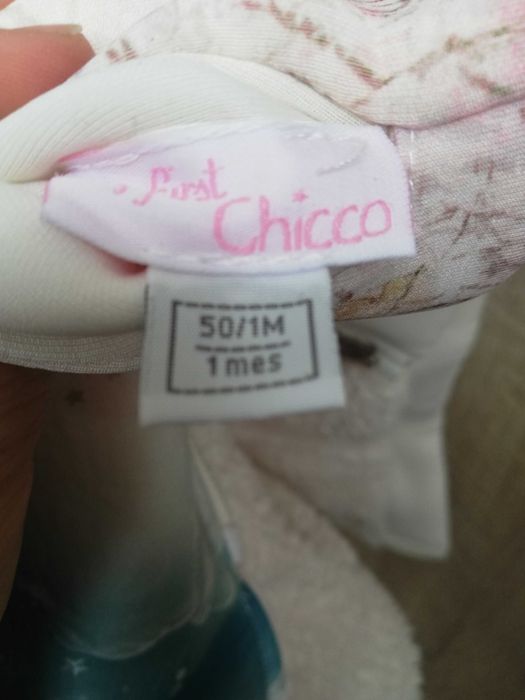 first
Chicco
50/1M
1 mes